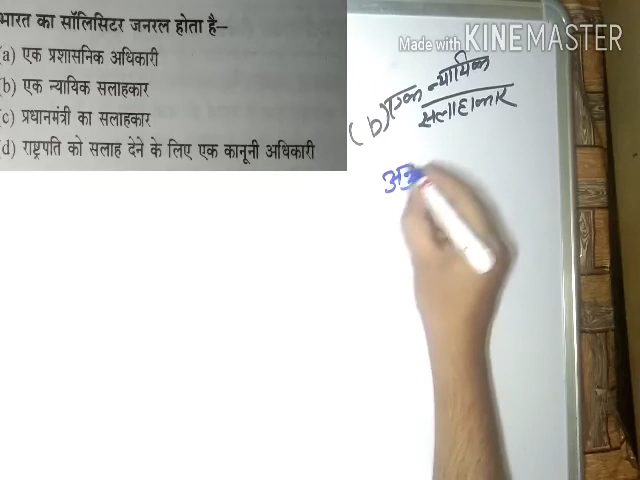 भारत का सॉलिसिटर जनरल होता है–
(a) एक प्रशासनिक अधिकारी
(b) एक न्यायिक सलाहकार
(c) प्रधानमंत्री का सलाहकार
(d) राष्ट्रपति को सलाह देने के लिए एक कानूनी अधिकारी
Made with KINEMASTER
(b) एक न्यायिक
सलाहाकार